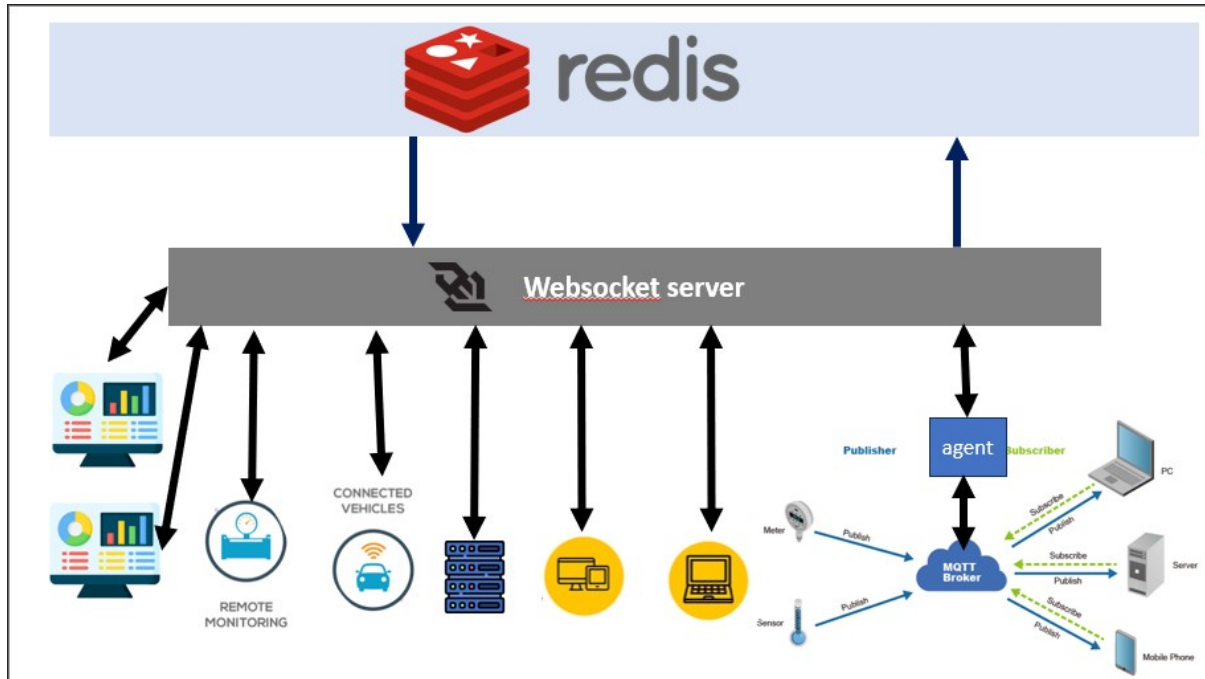 redis
Websocket server
CONNECTED
VEHICLES
REMOTE
MONITORING
Publisher
agent
Subscriber
PC
Meter
Publish
Subscribe
Publish
MQTT
Broker
Subscribe
Publish
Server
Sensor
Publish
Subscribe
Publish
Mobile Phone